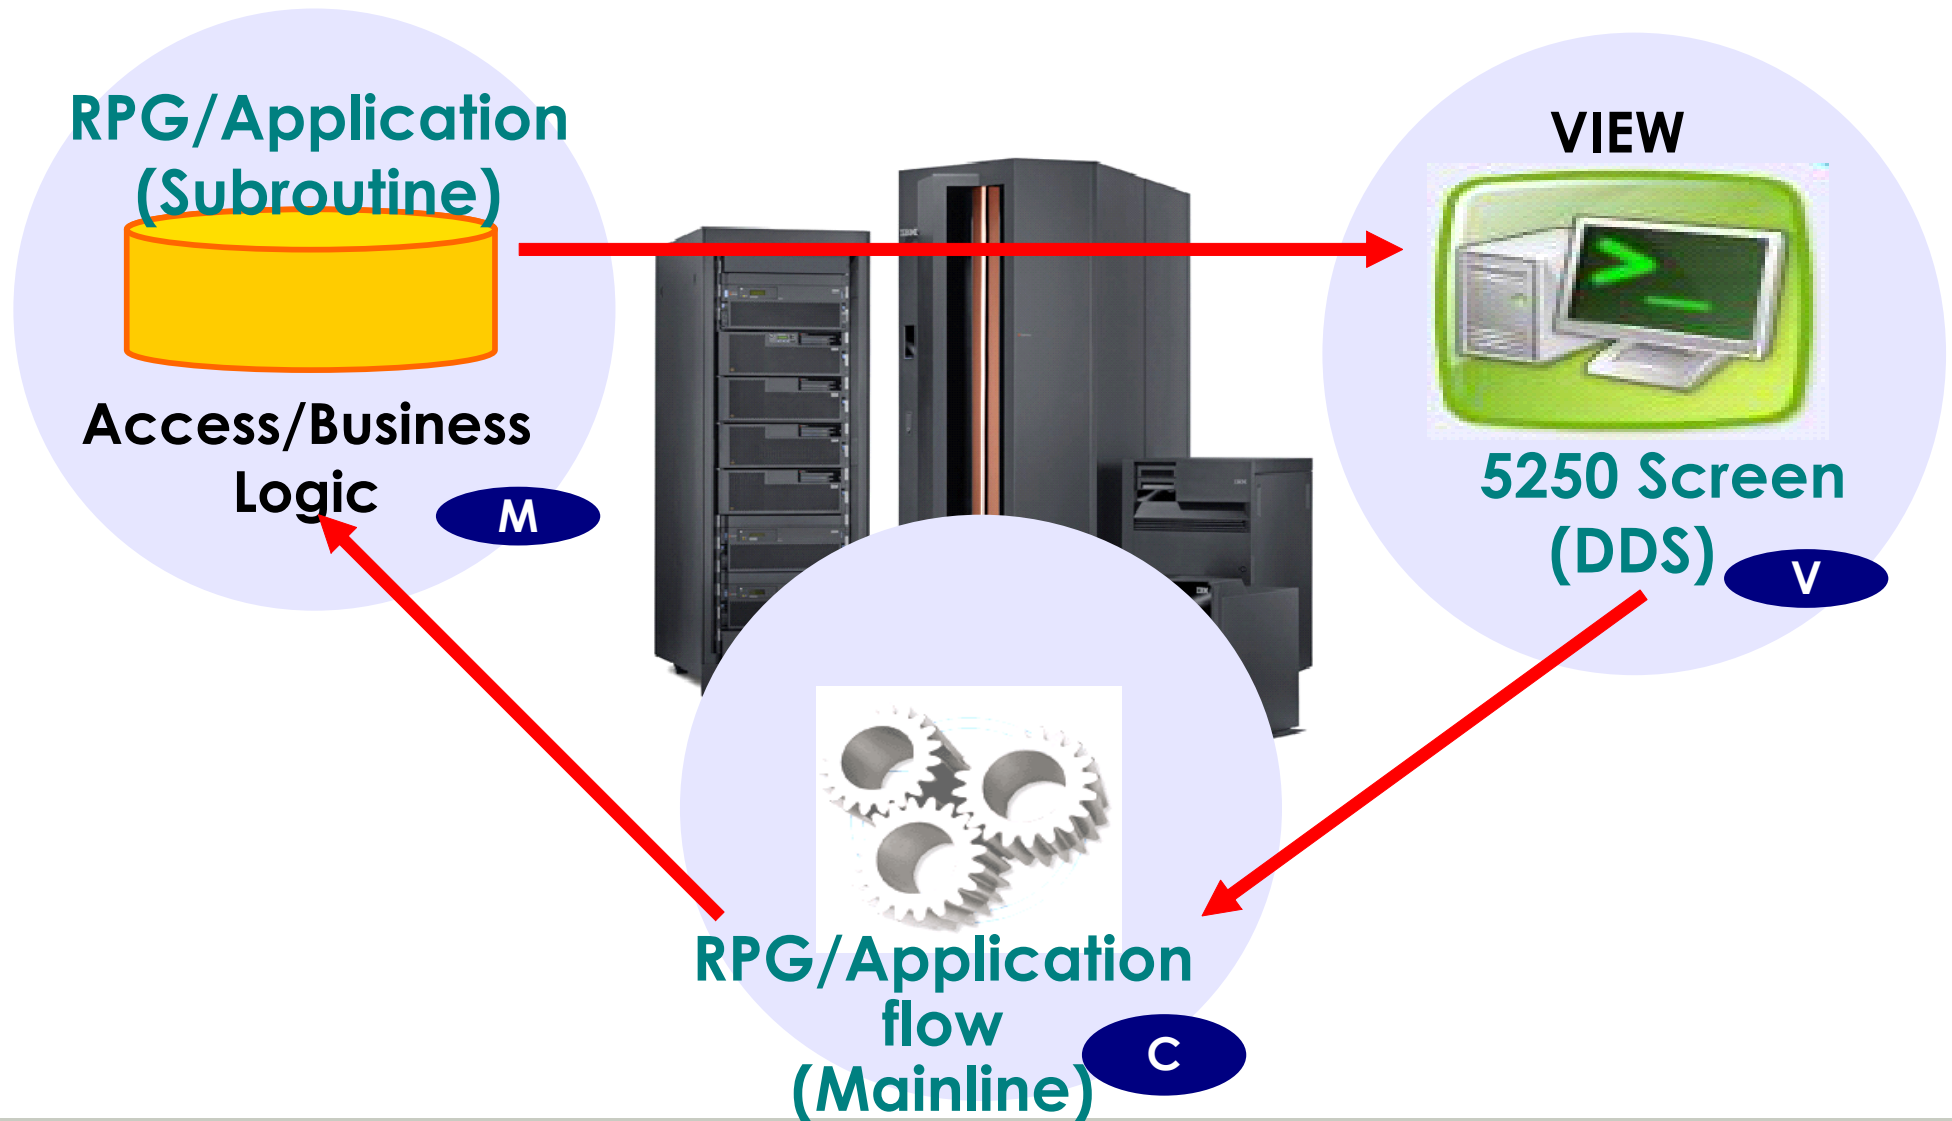 RPG/Application
(Subroutine)
Access/Business
Logic
M
VIEW
>_
5250 Screen
(DDS)
V
RPG/Application
flow
(Mainline)
C